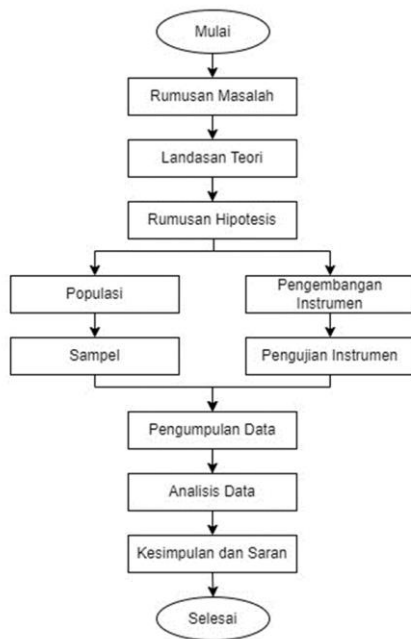 Mulai
Rumusan Masalah
Landasan Teori
Rumusan Hipotesis
Populasi
Pengembangan
Instrumen
Sampel
Pengujian Instrumen
Pengumpulan Data
Analisis Data
Kesimpulan dan Saran
Selesai